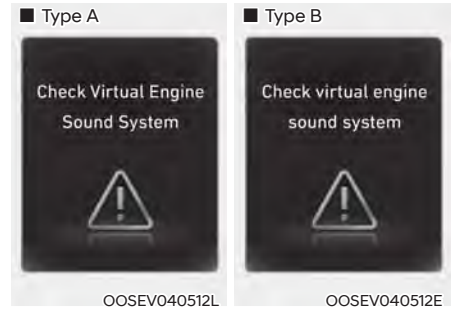 ■ Type A
Check Virtual Engine
Sound System
OOSEV040512L
■ Type B
Check virtual engine
sound system
OOSEV040512E